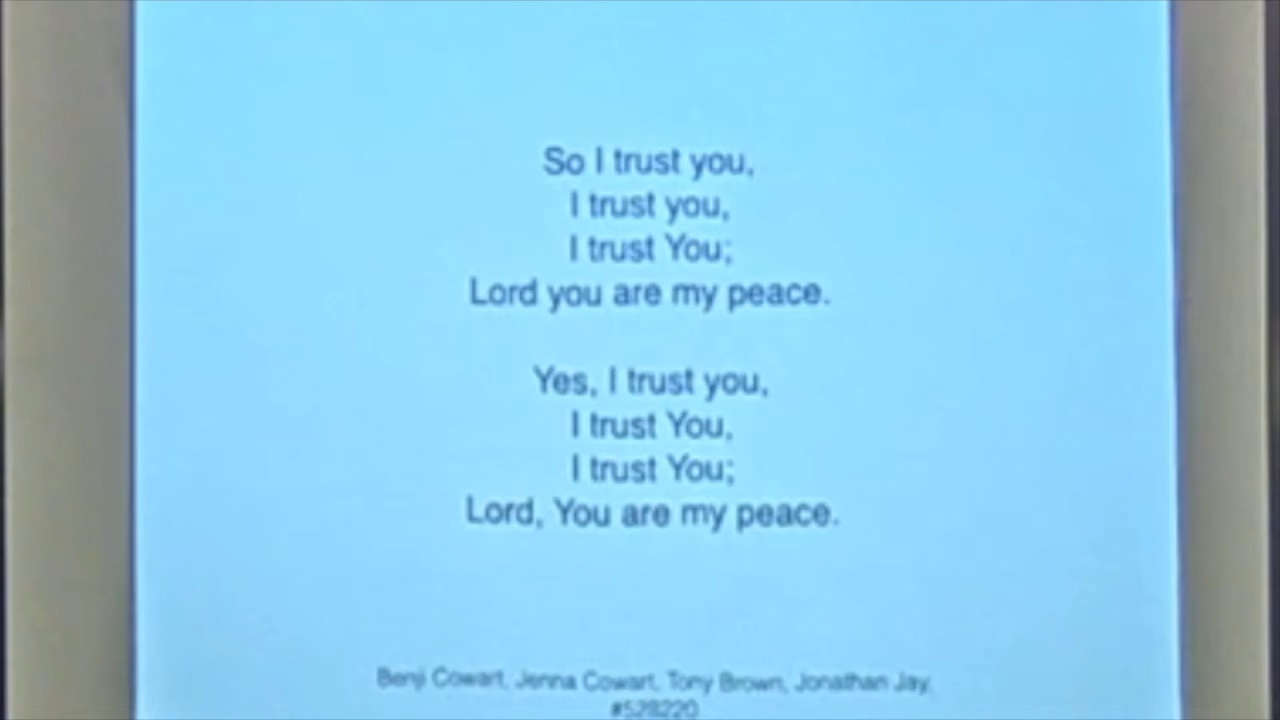 So I trust you,
I trust you,
I trust You;
Lord you are my peace.
Yes, I trust you,
I trust You,
I trust You;
Lord, You are my peace.
Benji Cowart, Jenna Cowart, Tony Brown, Jonathan Jay,
#528220